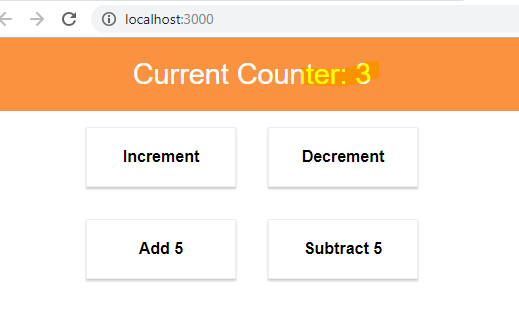 localhost:3000
Current Counter: 3
Increment
Decrement
Add 5
Subtract 5